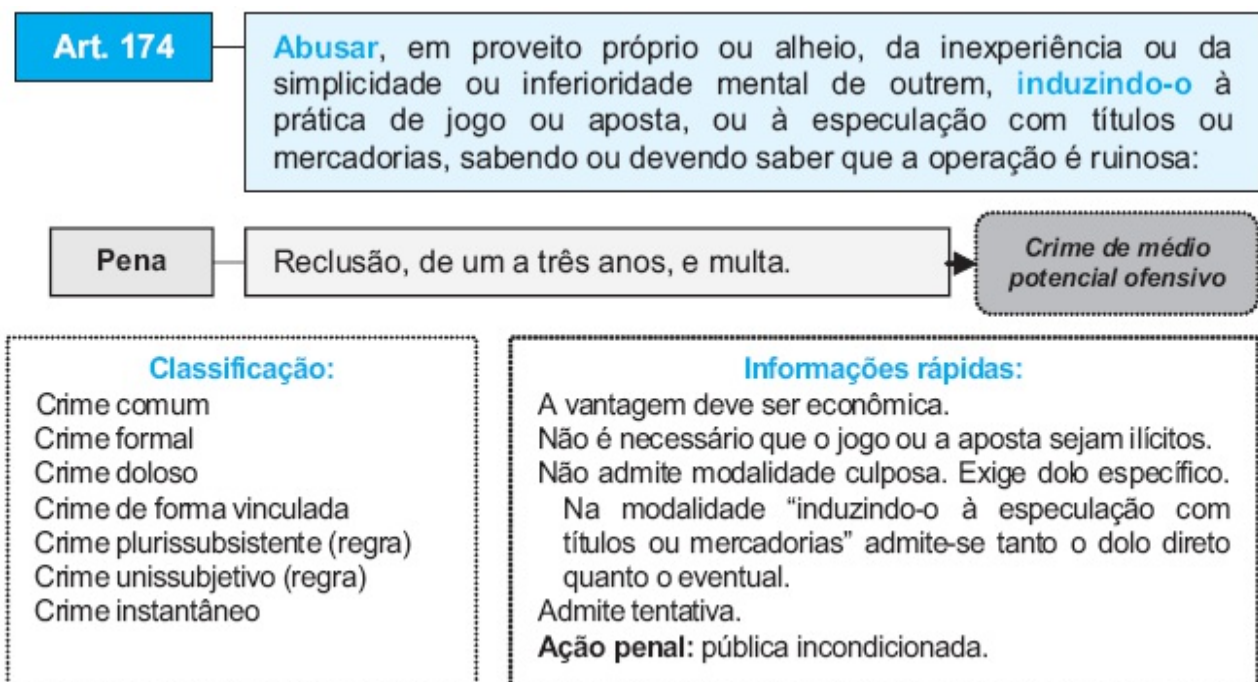 Art. 174
Abusar, em proveito próprio ou alheio, da inexperiência ou da
simplicidade ou inferioridade mental de outrem, induzindo-o à
prática de jogo ou aposta, ou à especulação com títulos ou
mercadorias, sabendo ou devendo saber que a operação é ruinosa:
Pena
Reclusão, de um a três anos, e multa.
Crime de médio
potencial ofensivo
Classificação:
Crime comum
Crime formal
Crime doloso
Crime de forma vinculada
Crime plurissubsistente (regra)
Crime unissubjetivo (regra)
Crime instantâneo
Informações rápidas:
A vantagem deve ser econômica.
Não é necessário que o jogo ou a aposta sejam ilícitos.
Não admite modalidade culposa. Exige dolo específico.
Na modalidade “induzindo-o à especulação com
títulos ou mercadorias” admite-se tanto o dolo direto
quanto o eventual.
Admite tentativa.
Ação penal: pública incondicionada.